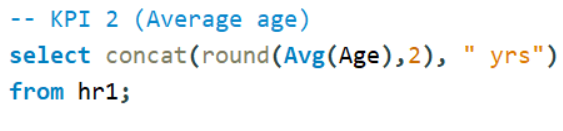 -- KPI 2 (Average age)
select concat(round(Avg(Age),2), " yrs")
from hr1;